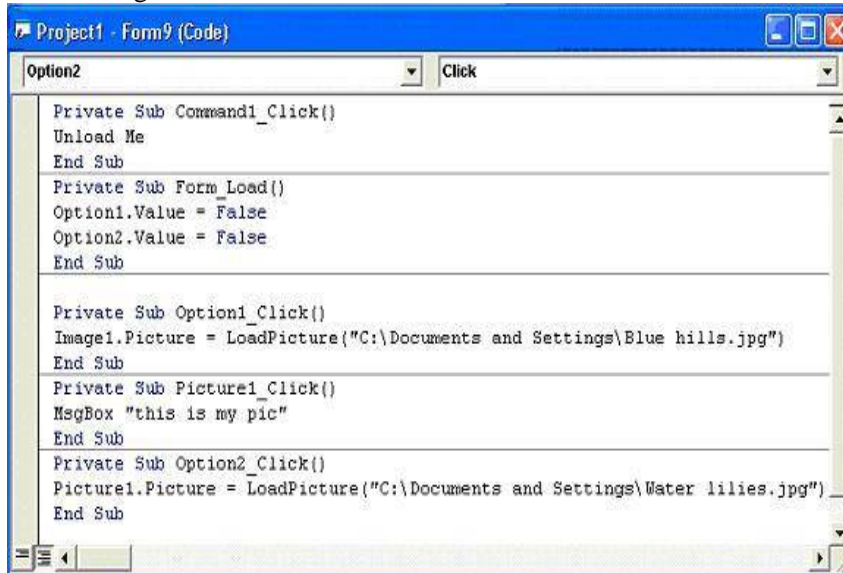 Project1 - Form9 (Code)
Option2 Click
Private Sub Command1_Click()
Unload Me
End Sub
Private Sub Form_Load()
Option1.Value = False
Option2.Value = False
End Sub
Private Sub Option1_Click()
Image1.Picture = LoadPicture("C:\Documents and Settings\Blue hills.jpg")
End Sub
Private Sub Picture1_Click()
MsgBox "this is my pic"
End Sub
Private Sub Option2_Click()
Picture1.Picture = LoadPicture("C:\Documents and Settings\Water lilies.jpg")
End Sub